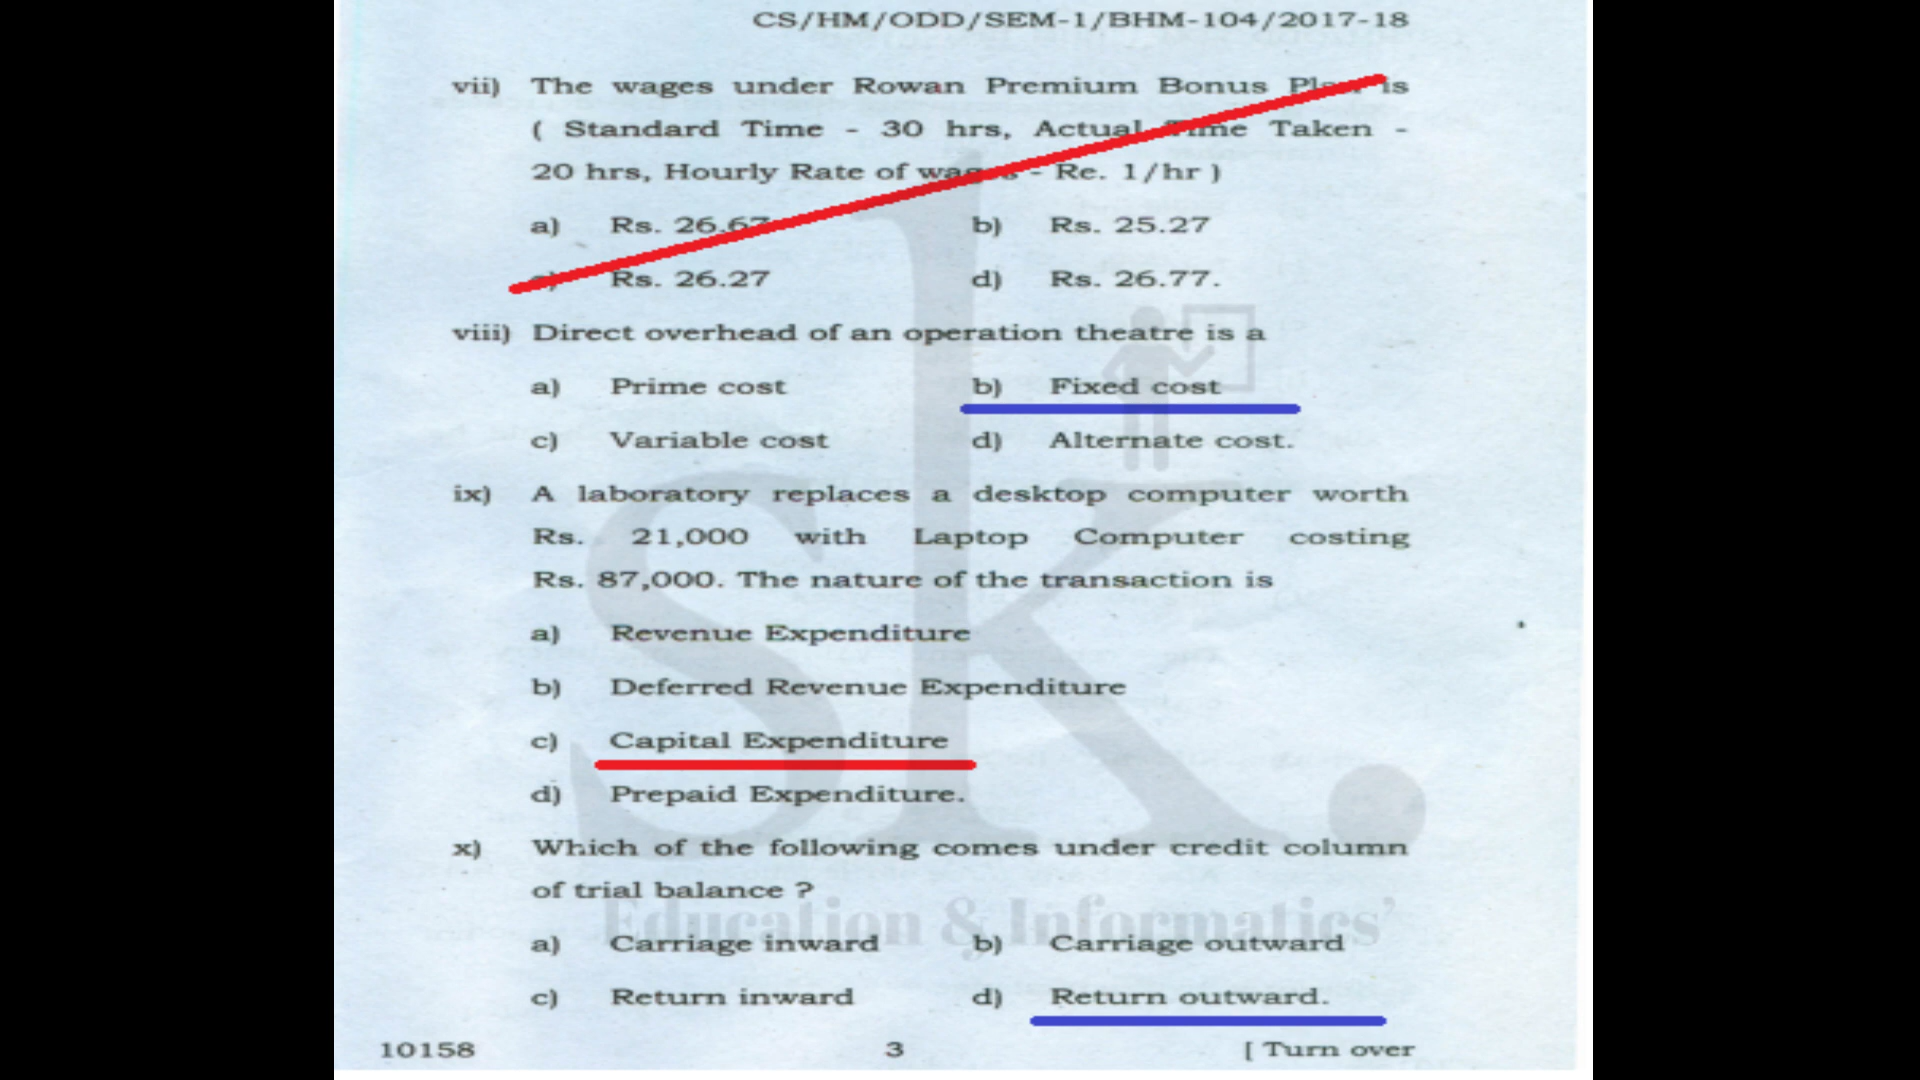 CS/HM/ODD/SEM-1/BHM-104/2017-18
vii) The wages under Rowan Premium Bonus Plan is
( Standard Time - 30 hrs, Actual Time Taken -
20 hrs, Hourly Rate of wages - Re. 1/hr )
a) Rs. 26.67 b) Rs. 25.27
c) Rs. 26.27 d) Rs. 26.77.
viii) Direct overhead of an operation theatre is a
a) Prime cost b) Fixed cost
c) Variable cost d) Alternate cost.
ix) A laboratory replaces a desktop computer worth
Rs. 21,000 with Laptop Computer costing
Rs. 87,000. The nature of the transaction is
a) Revenue Expenditure
b) Deferred Revenue Expenditure
c) Capital Expenditure
d) Prepaid Expenditure.
x) Which of the following comes under credit column
of trial balance ?
Education & Informatics’
a) Carriage inward b) Carriage outward
c) Return inward d) Return outward.
10158 3 [ Turn over
sk.